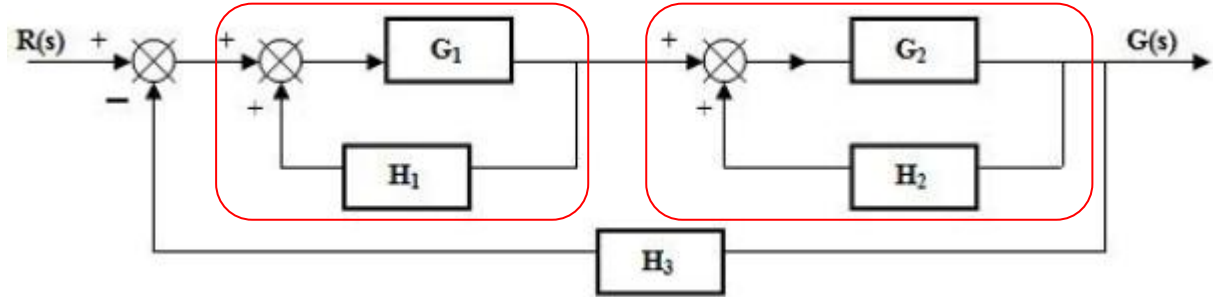 R(s) + + G₁ + G₂ G(s)
− + +
H₁ H₂
H₃